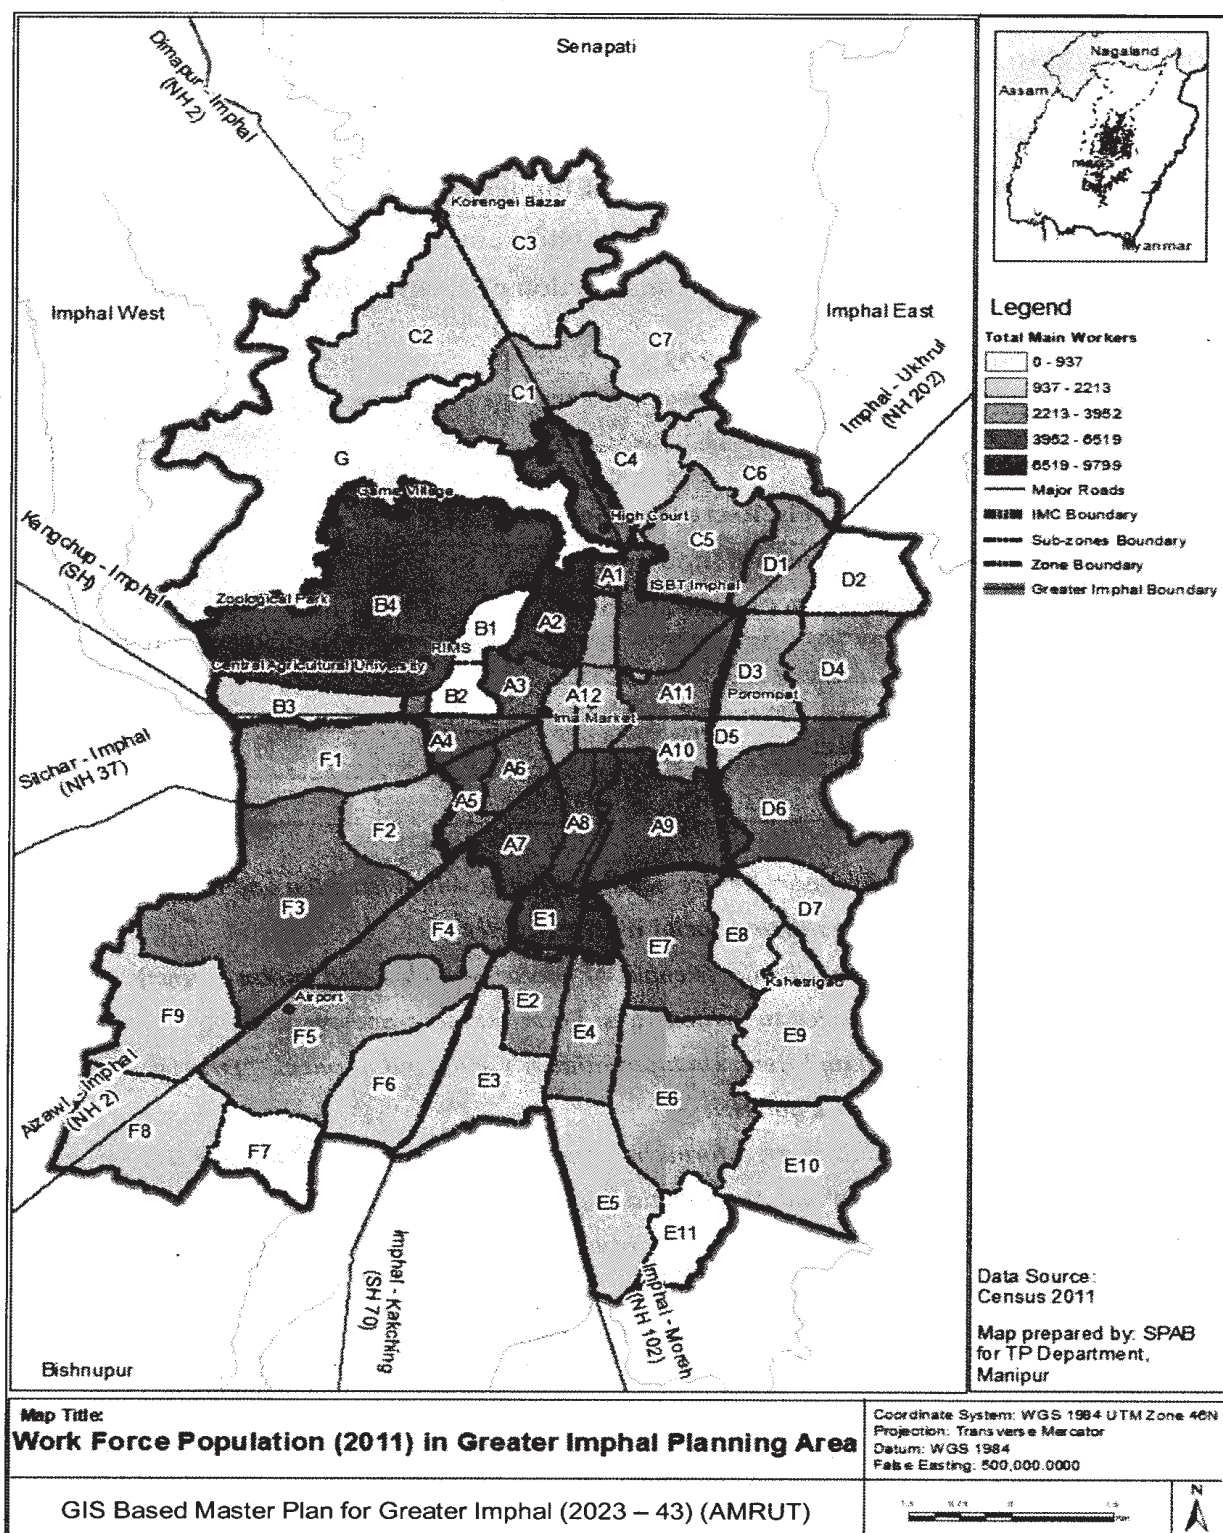 Senapati
Dimapur - Imphal
(NH 2)
Nagaland
Assam
Myanmar
Koirengei Bazar
C3
Imphal West
Imphal East
C2
C7
C1
Imphal - Ukhrul
(NH 202)
Legend
Total Main Workers
0 - 937
937 - 2213
2213 - 3952
3952 - 6519
6519 - 9799
Major Roads
IMC Boundary
Sub-zones Boundary
Zone Boundary
Greater Imphal Boundary
G
C4
C6
Game Village
High Court
C5
Kangchup - Imphal
(SH)
A1
ISBT Imphal
D1
D2
Zoological Park
B4
B1
A2
RIMS
Central Agricultural University
B2
A3
A12
A11
D3
Porompat
D4
B3
Ima Market
Silchar - Imphal
(NH 37)
F1
A4
A6
A10
D5
A5
F2
A7
A8
A9
D6
F3
F4
E1
E7
E8
D7
Kshetrigao
Airport
F9
F5
E2
E4
E9
Aizawl - Imphal
(NH 2)
F6
E3
E6
F8
F7
E10
E5
E11
Imphal - Kakching
(SH 70)
Imphal - Moreh
(NH 102)
Bishnupur
Data Source:
Census 2011
Map prepared by: SPAB
for TP Department,
Manipur
Map Title:
Work Force Population (2011) in Greater Imphal Planning Area
Coordinate System: WGS 1984 UTM Zone 46N
Projection: Transverse Mercator
Datum: WGS 1984
False Easting: 500,000.0000
GIS Based Master Plan for Greater Imphal (2023 – 43) (AMRUT)
N